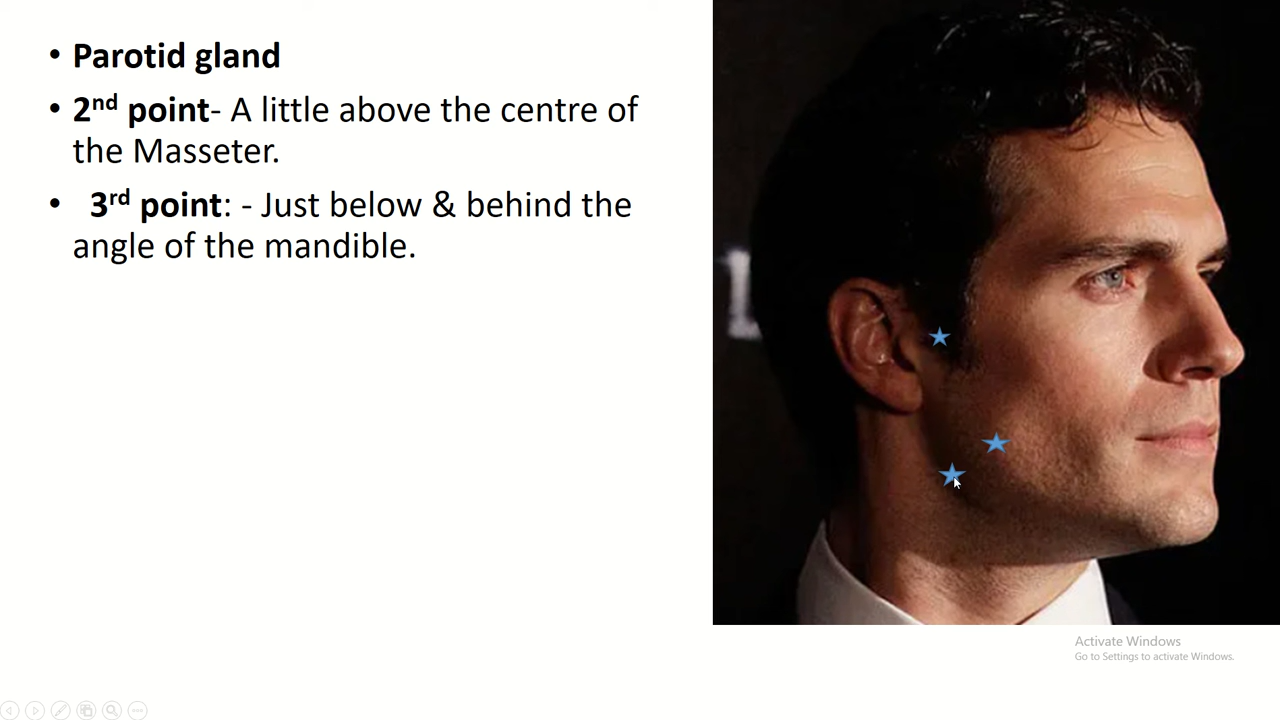 • Parotid gland
• 2nd point- A little above the centre of
the Masseter.
• 3rd point: - Just below & behind the
angle of the mandible.
Activate Windows
Go to Settings to activate Windows.